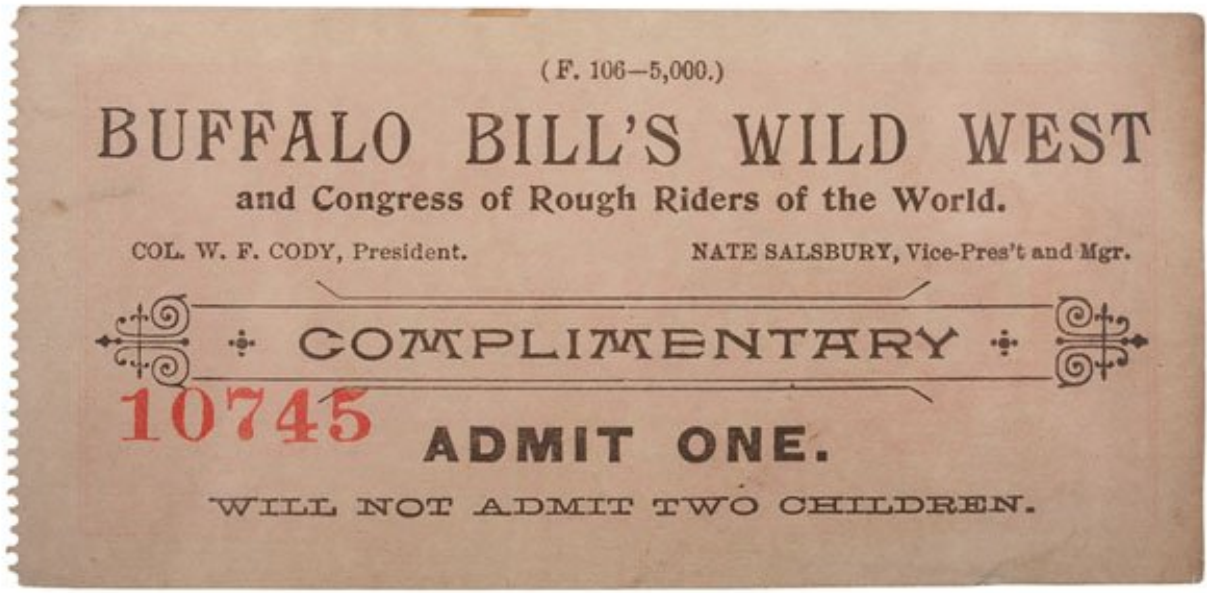 (F. 106—5,000.)
BUFFALO BILL'S WILD WEST
and Congress of Rough Riders of the World.
COL. W. F. CODY, President. NATE SALSBURY, Vice-Pres't and Mgr.
COMPLIMENTARY
10745
ADMIT ONE.
WILL NOT ADMIT TWO CHILDREN.